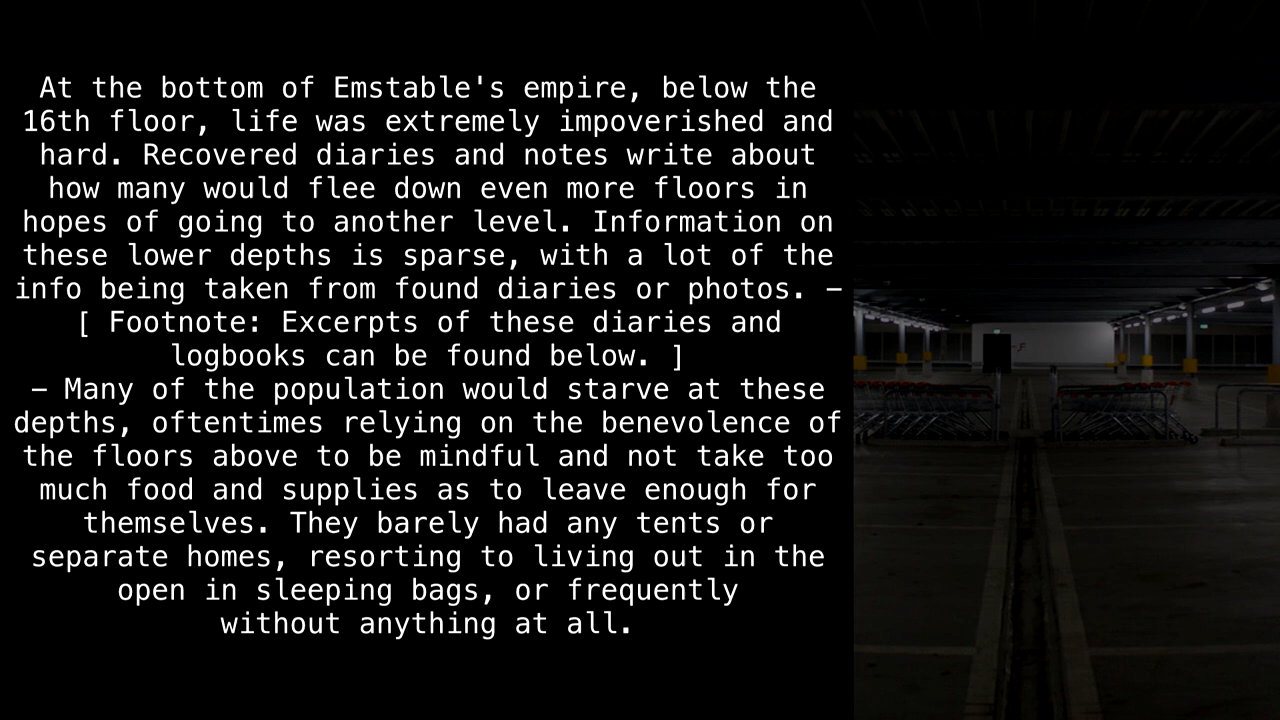 At the bottom of Emstable's empire, below the
16th floor, life was extremely impoverished and
hard. Recovered diaries and notes write about
how many would flee down even more floors in
hopes of going to another level. Information on
these lower depths is sparse, with a lot of the
info being taken from found diaries or photos. —
[ Footnote: Excerpts of these diaries and
logbooks can be found below. ]
— Many of the population would starve at these
depths, oftentimes relying on the benevolence of
the floors above to be mindful and not take too
much food and supplies as to leave enough for
themselves. They barely had any tents or
separate homes, resorting to living out in the
open in sleeping bags, or frequently
without anything at all.